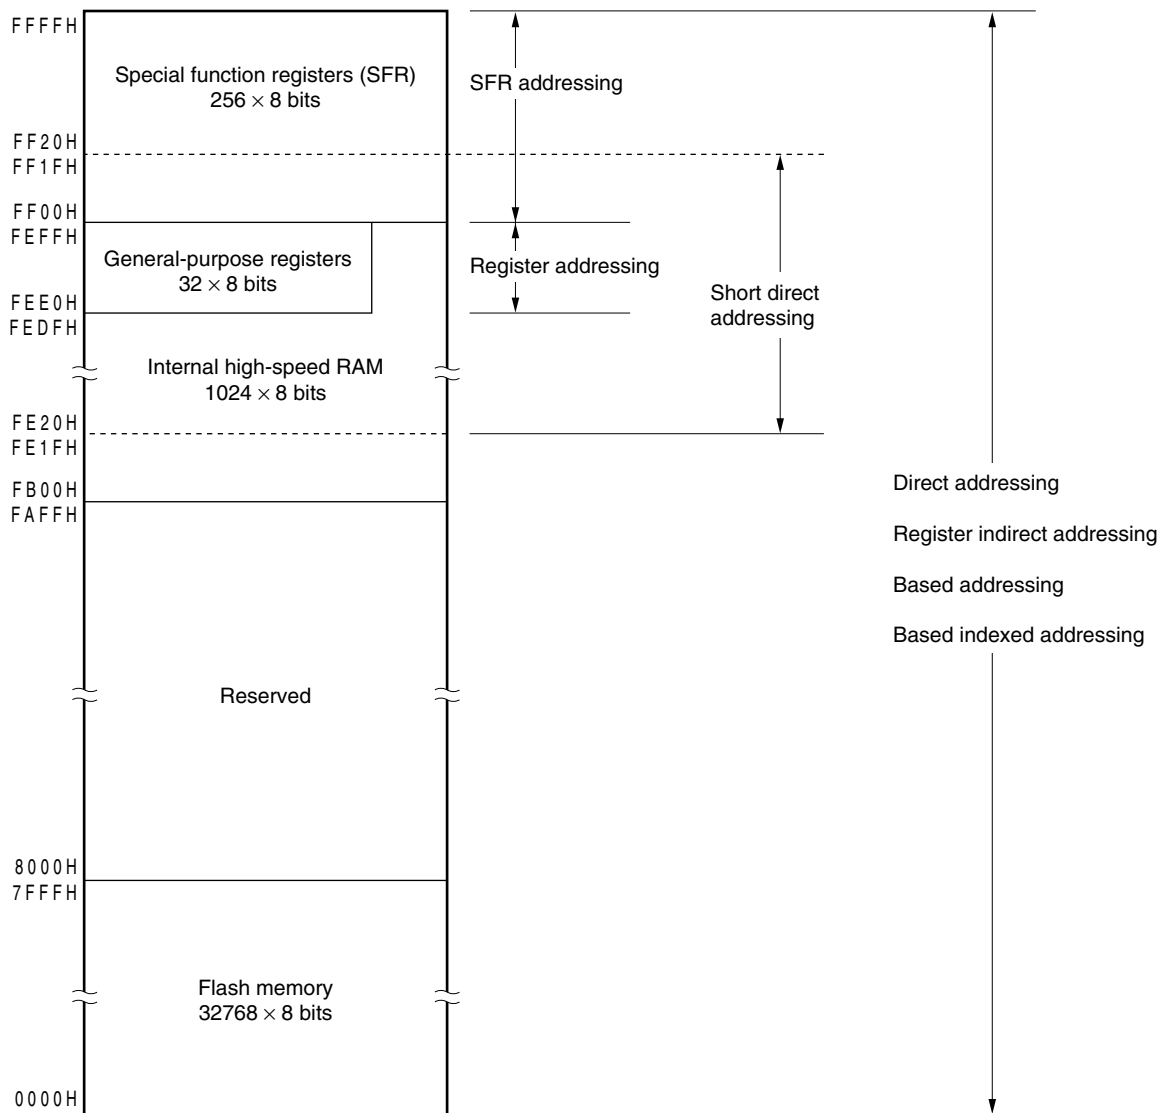 FFFFH
Special function registers (SFR)
256 × 8 bits
SFR addressing
FF20H
FF1FH
FF00H
FEFFH
General-purpose registers
32 × 8 bits
Register addressing
Short direct
addressing
FEE0H
FEDFH
Internal high-speed RAM
1024 × 8 bits
FE20H
FE1FH
FB00H
FAFFH
Direct addressing
Register indirect addressing
Based addressing
Based indexed addressing
Reserved
8000H
7FFFH
Flash memory
32768 × 8 bits
0000H